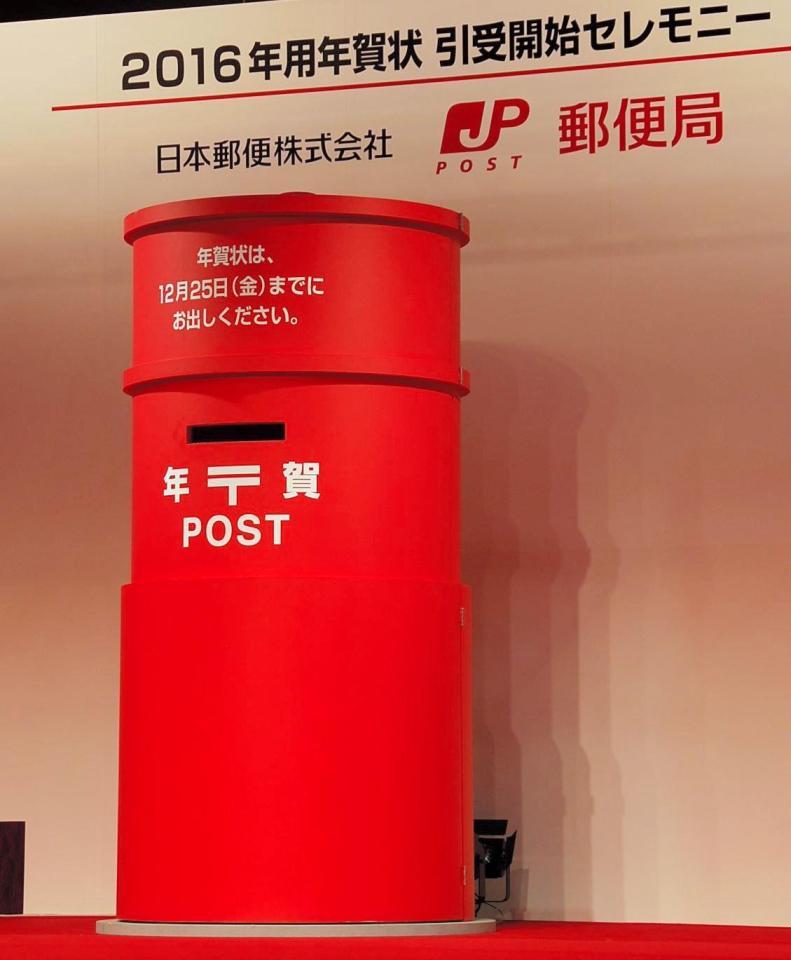 2016年用年賀状 引受開始セレモニー
日本郵便株式会社 JP POST 郵便局
年賀状は、
12月25日(金)までに
お出しください。
年〒賀
POST